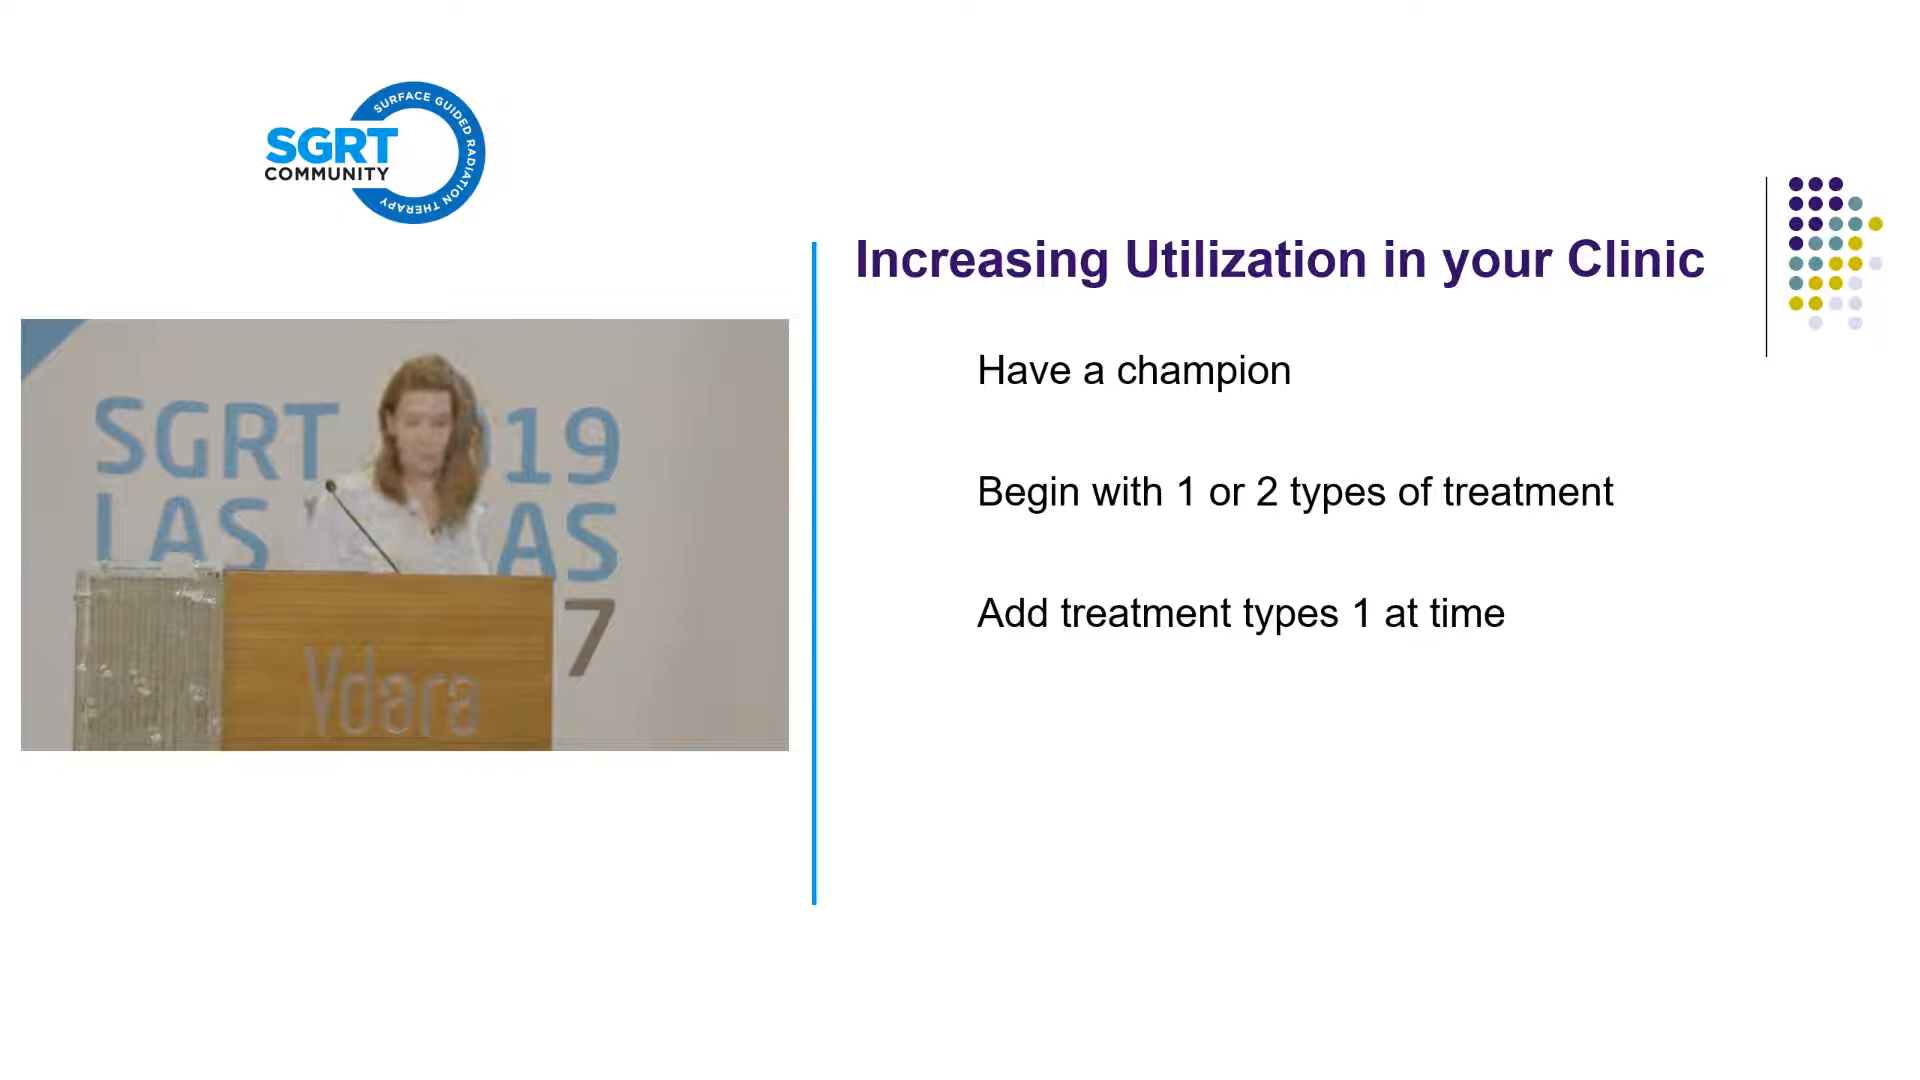 SURFACE GUIDED RADIATION THERAPY
SGRT
COMMUNITY
Increasing Utilization in your Clinic
Have a champion
Begin with 1 or 2 types of treatment
Add treatment types 1 at time
SGRT 019
LAS AS
7
Vdara